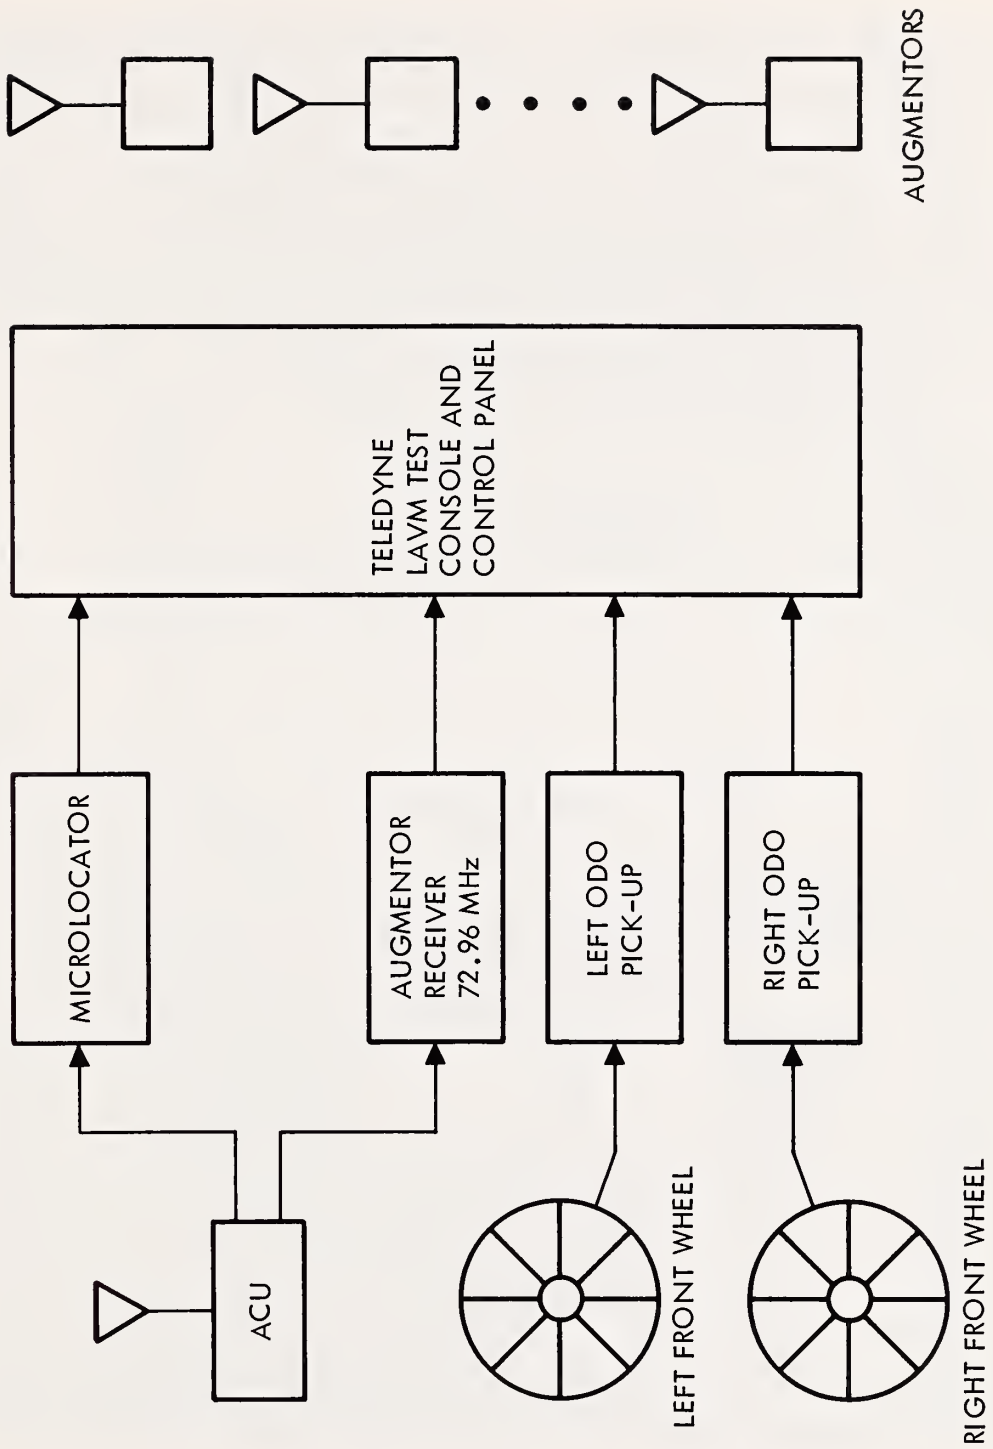 ACU
MICROLOCATOR
AUGMENTOR
RECEIVER
72.96 MHz
LEFT ODO
PICK-UP
RIGHT ODO
PICK-UP
LEFT FRONT WHEEL
RIGHT FRONT WHEEL
TELEDYNE
LAVM TEST
CONSOLE AND
CONTROL PANEL
AUGMENTORS